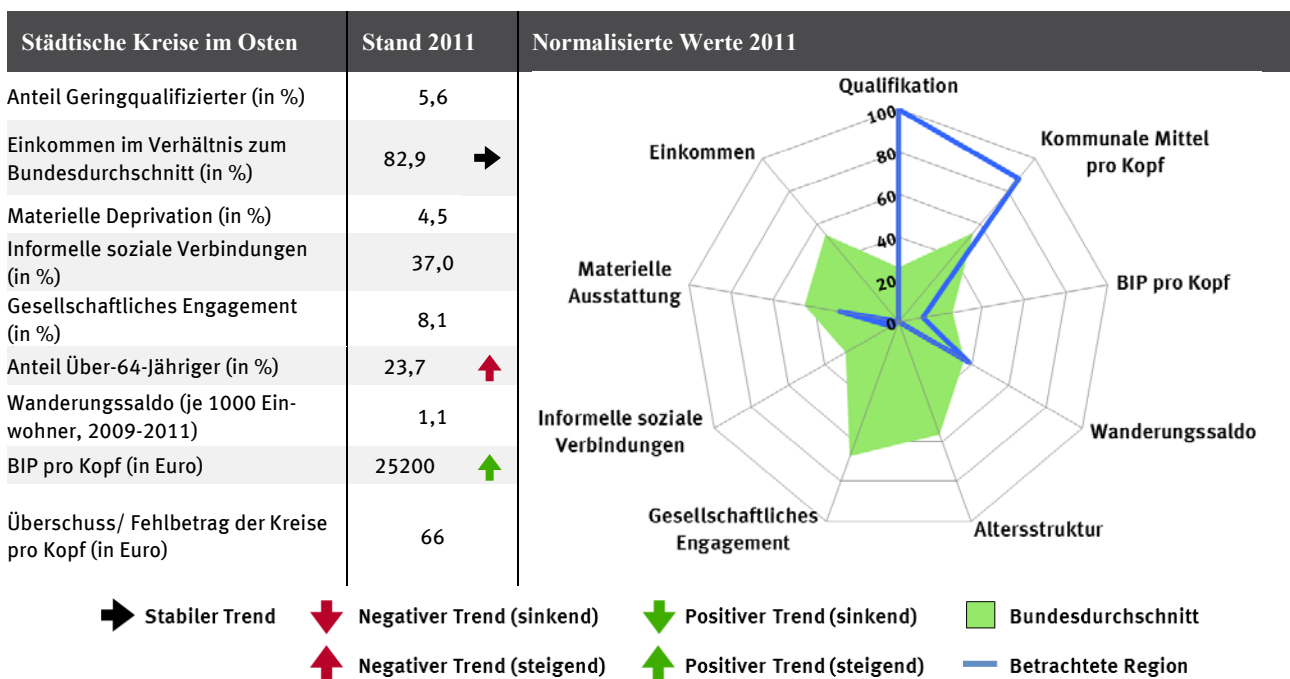 Städtische Kreise im Osten Stand 2011 Normalisierte Werte 2011
Anteil Geringqualifizierter (in %) 5,6
Einkommen im Verhältnis zum
Bundesdurchschnitt (in %) 82,9
Materielle Deprivation (in %) 4,5
Informelle soziale Verbindungen
(in %) 37,0
Gesellschaftliches Engagement
(in %) 8,1
Anteil Über-64-Jähriger (in %) 23,7
Wanderungssaldo (je 1000 Ein-
wohner, 2009-2011) 1,1
BIP pro Kopf (in Euro) 25200
Überschuss/ Fehlbetrag der Kreise
pro Kopf (in Euro) 66
Qualifikation
Kommunale Mittel
pro Kopf
BIP pro Kopf
Wanderungssaldo
Altersstruktur
Gesellschaftliches
Engagement
Informelle soziale
Verbindungen
Materielle
Ausstattung
Einkommen
100
80
60
40
20
0
Stabiler Trend Negativer Trend (sinkend) Positiver Trend (sinkend) Bundesdurchschnitt
Negativer Trend (steigend) Positiver Trend (steigend) Betrachtete Region